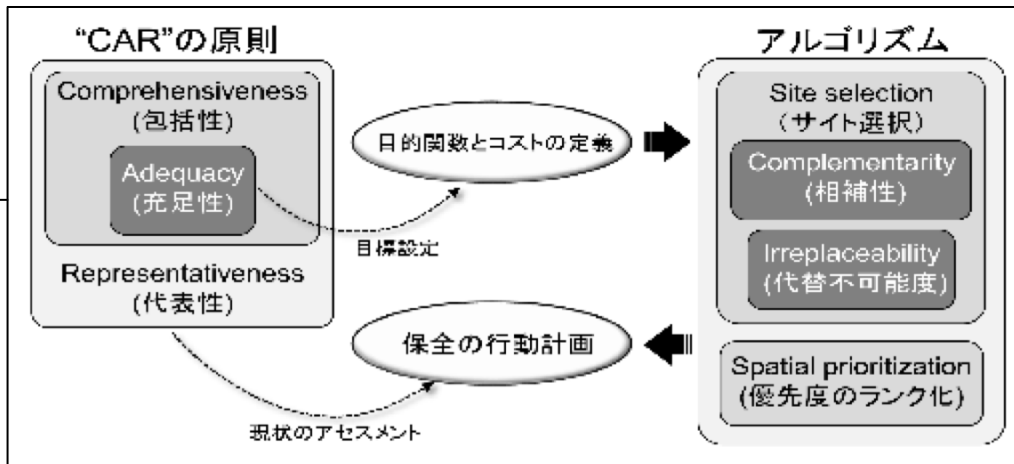 “CAR”の原則
Comprehensiveness
(包括性)
Adequacy
(充足性)
Representativeness
(代表性)
目的関数とコストの定義
目標設定
保全の行動計画
現状のアセスメント
アルゴリズム
Site selection
(サイト選択)
Complementarity
(相補性)
Irreplaceability
(代替不可能度)
Spatial prioritization
(優先度のランク化)